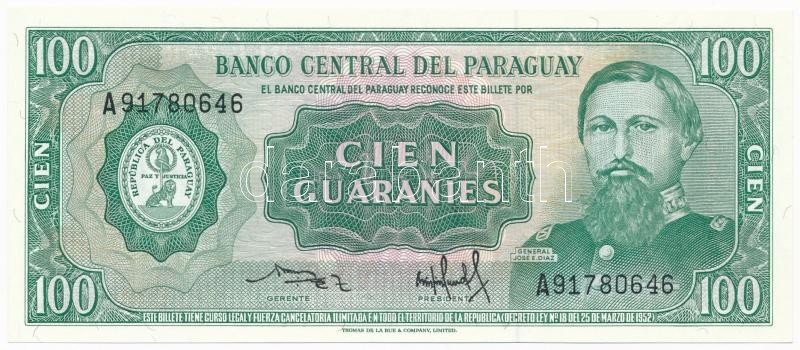 100
100
BANCO CENTRAL DEL PARAGUAY
EL BANCO CENTRAL DEL PARAGUAY RECONOCE ESTE BILLETE POR
A91780646
REPÚBLICA DEL PARAGUAY
PAZ Y JUSTICIA
CIEN
CIEN
GUARANIES
CIEN
darabanth
GENERAL
JOSE E. DIAZ
GERENTE
PRESIDENTE
A91780646
100
100
ESTE BILLETE TIENE CURSO LEGAL Y FUERZA CANCELATORIA ILIMITADA EN TODO EL TERRITORIO DE LA REPUBLICA (DECRETO LEY Nº 18 DEL 25 DE MARZO DE 1952)
THOMAS DE LA RUE & COMPANY, LIMITED.